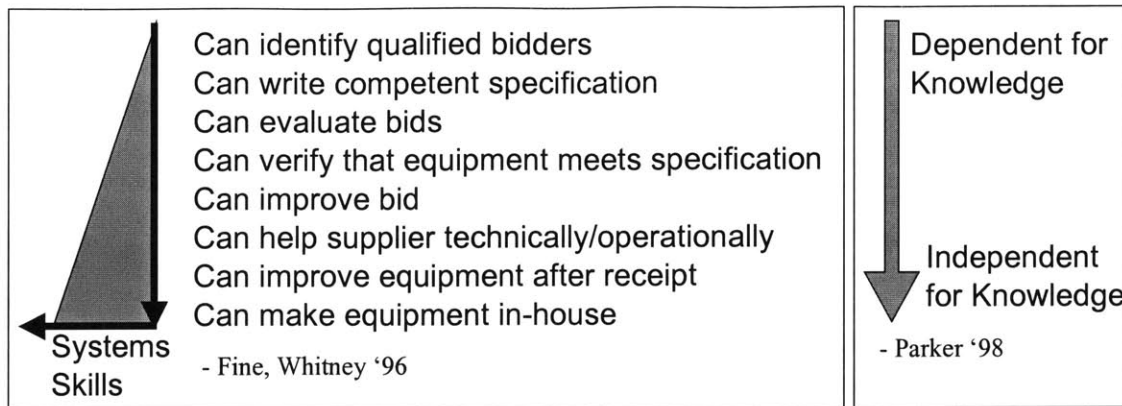 Can identify qualified bidders
Can write competent specification
Can evaluate bids
Can verify that equipment meets specification
Can improve bid
Can help supplier technically/operationally
Can improve equipment after receipt
Can make equipment in-house
Systems
Skills
- Fine, Whitney ‘96
Dependent for
Knowledge
Independent
for Knowledge
- Parker ‘98